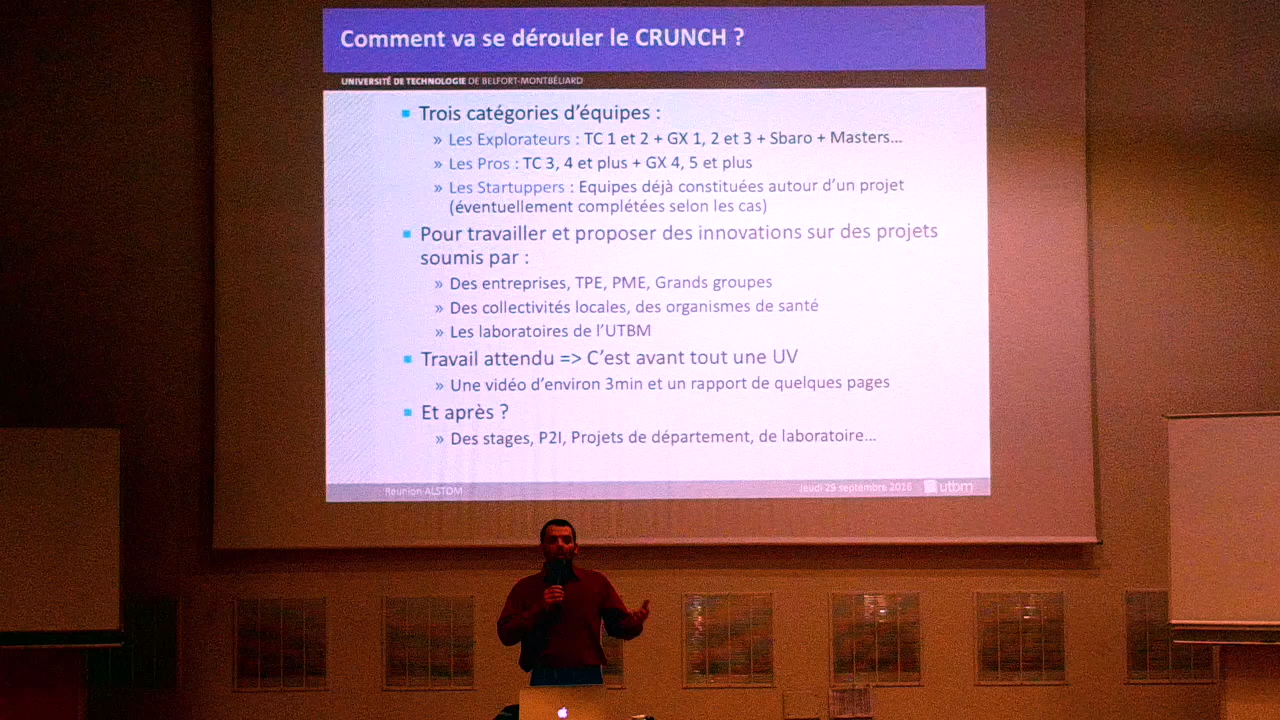 Comment va se dérouler le CRUNCH ?
UNIVERSITÉ DE TECHNOLOGIE DE BELFORT-MONTBÉLIARD
Trois catégories d'équipes :
» Les Explorateurs : TC 1 et 2 + GX 1, 2 et 3 + Sbaro + Masters...
» Les Pros : TC 3, 4 et plus + GX 4, 5 et plus
» Les Startuppers : Equipes déjà constituées autour d'un projet
(éventuellement complétées selon les cas)
Pour travailler et proposer des innovations sur des projets
soumis par :
» Des entreprises, TPE, PME, Grands groupes
» Des collectivités locales, des organismes de santé
» Les laboratoires de l'UTBM
Travail attendu => C'est avant tout une UV
» Une vidéo d'environ 3min et un rapport de quelques pages
Et après ?
» Des stages, P2I, Projets de département, de laboratoire...
Réunion ALSTOM
Jeudi 29 septembre 2016
utbm